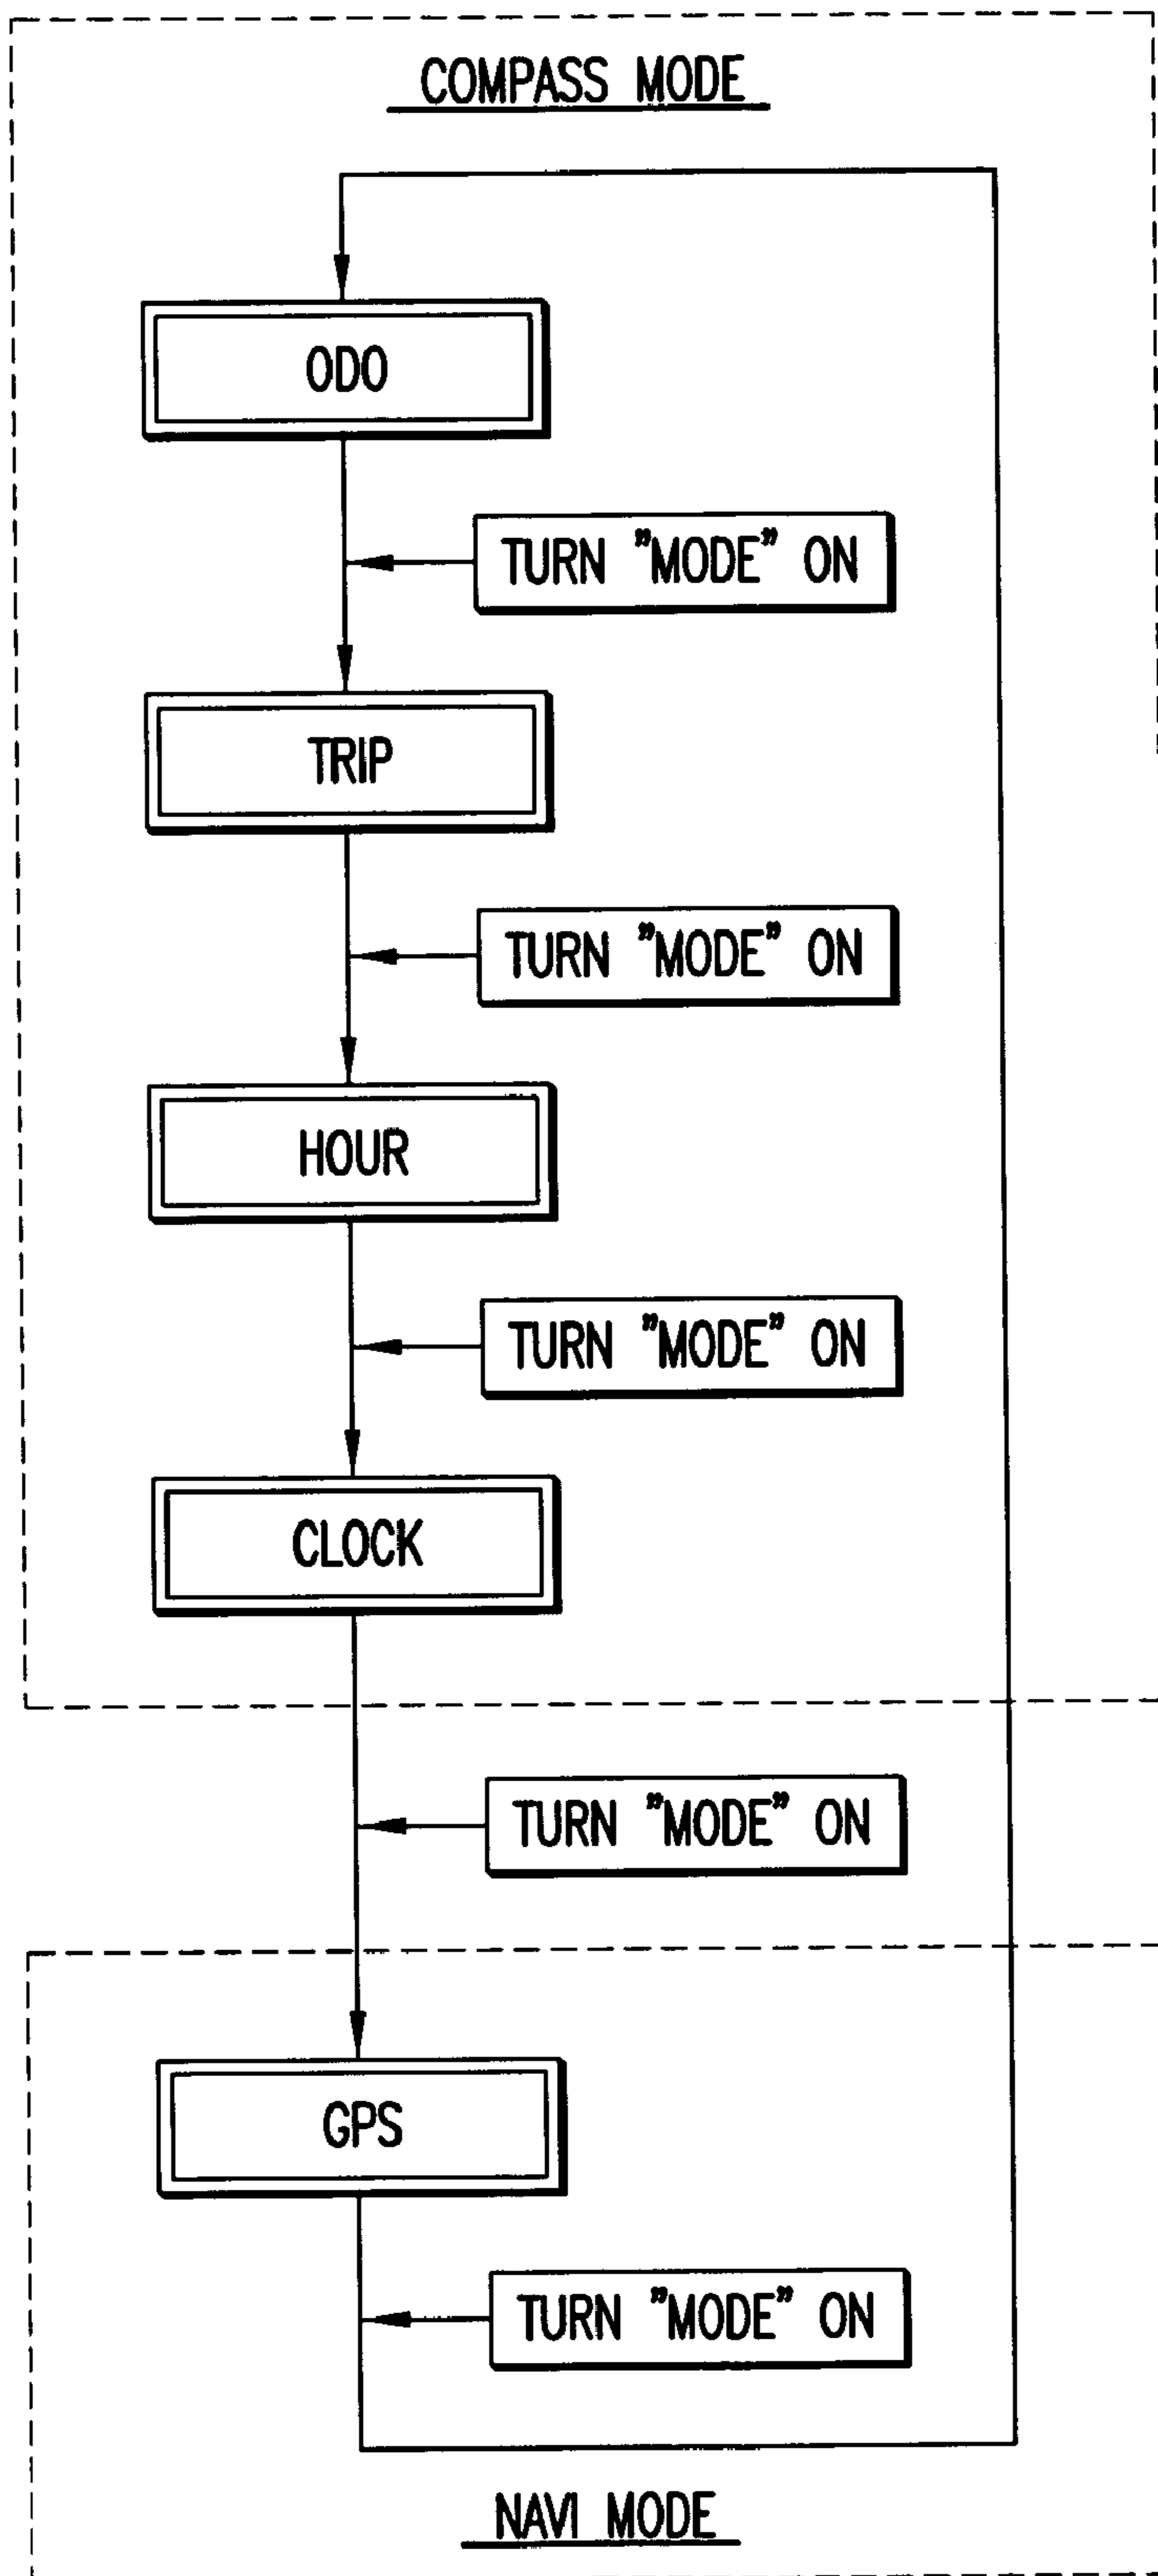 COMPASS MODE
ODO
TURN "MODE" ON
TRIP
TURN "MODE" ON
HOUR
TURN "MODE" ON
CLOCK
TURN "MODE" ON
GPS
TURN "MODE" ON
NAVI MODE